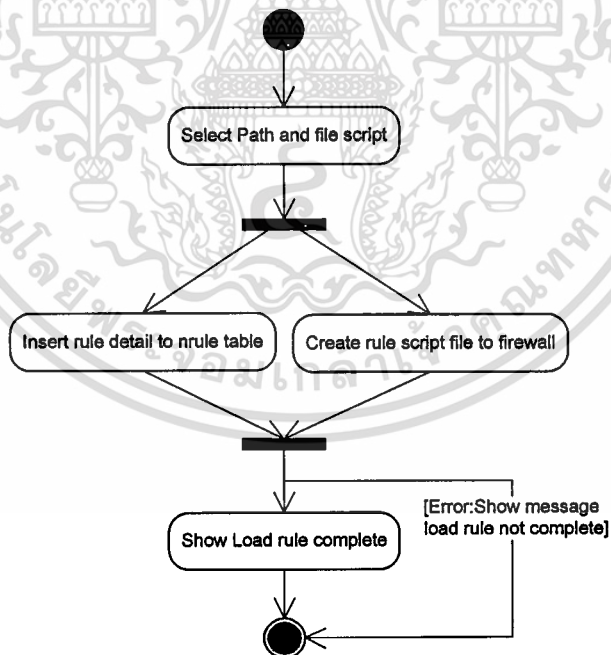 Select Path and file script
Insert rule detail to nrule table
Create rule script file to firewall
[Error:Show message
load rule not complete]
Show Load rule complete